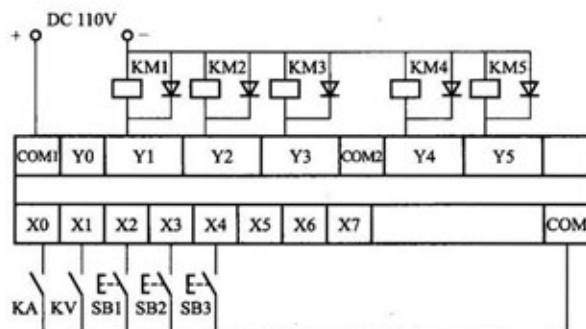 DC 110V
+ −
KM1 KM2 KM3 KM4 KM5
COM1 Y0 Y1 Y2 Y3 COM2 Y4 Y5
X0 X1 X2 X3 X4 X5 X6 X7 COM
KA KV SB1 SB2 SB3